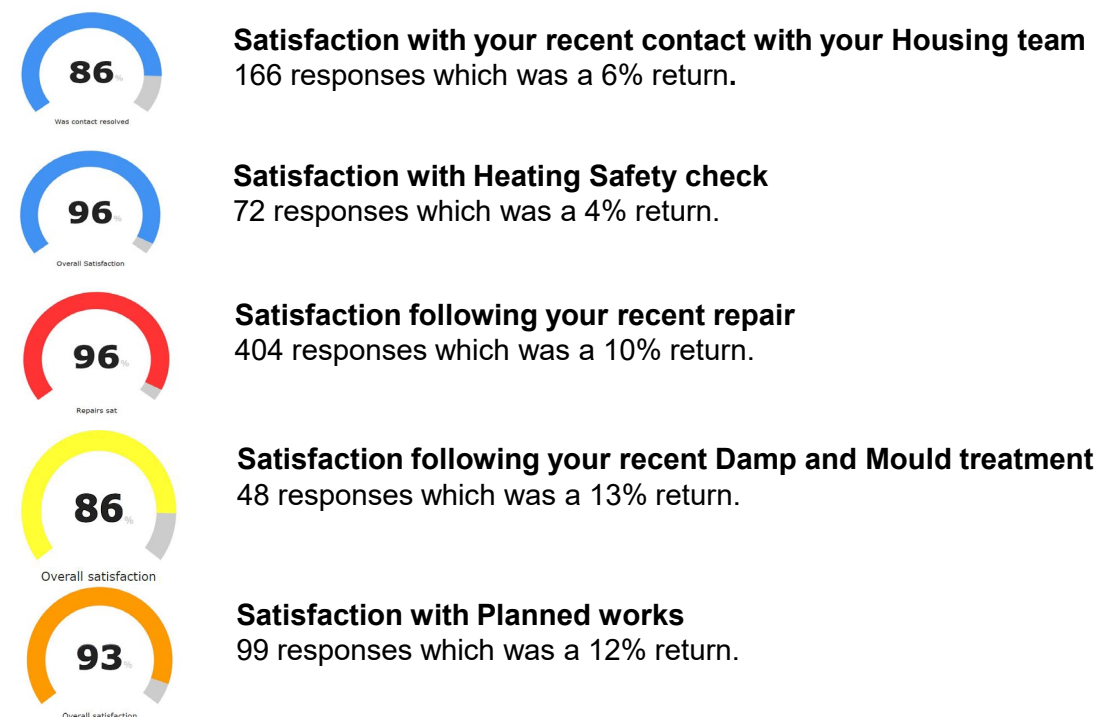 86%
Was contact resolved
Satisfaction with your recent contact with your Housing team
166 responses which was a 6% return.
96%
Overall Satisfaction
Satisfaction with Heating Safety check
72 responses which was a 4% return.
96%
Repairs sat
Satisfaction following your recent repair
404 responses which was a 10% return.
86%
Overall satisfaction
Satisfaction following your recent Damp and Mould treatment
48 responses which was a 13% return.
93%
Overall satisfaction
Satisfaction with Planned works
99 responses which was a 12% return.